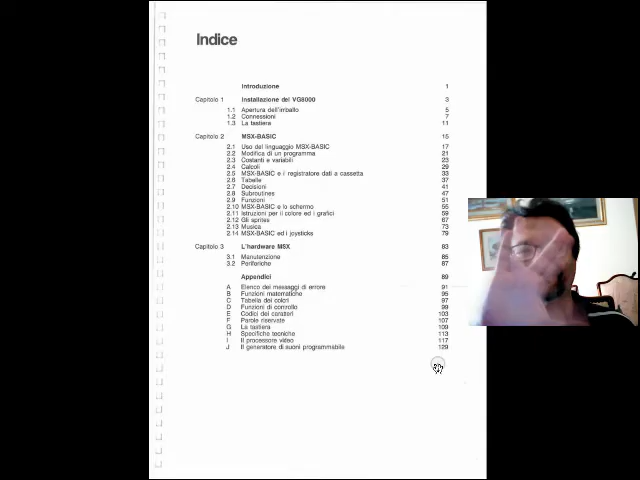 Indice
Introduzione 1
Capitolo 1 Installazione del VG8000 3
1.1 Apertura dell'imballo 5
1.2 Connessioni 7
1.3 La tastiera 11
Capitolo 2 MSX-BASIC 15
2.1 Uso del linguaggio MSX-BASIC 17
2.2 Modifica di un programma 21
2.3 Costanti e variabili 23
2.4 Calcoli 29
2.5 MSX-BASIC e il registratore dati a cassetta 33
2.6 Tabelle 37
2.7 Decisioni 41
2.8 Subroutines 47
2.9 Funzioni 51
2.10 MSX-BASIC e lo schermo 55
2.11 Istruzioni per il colore ed i grafici 59
2.12 Gli sprites 67
2.13 Musica 73
2.14 MSX-BASIC ed i joysticks 79
Capitolo 3 L'hardware MSX 83
3.1 Manutenzione 85
3.2 Periferiche 87
Appendici 89
A Elenco dei messaggi di errore 91
B Funzioni matematiche 95
C Tabella dei colori 97
D Funzioni di controllo 99
E Codici dei caratteri 103
F Parole riservate 107
G La tastiera 109
H Specifiche tecniche 113
I Il processore video 117
J Il generatore di suoni programmabile 129